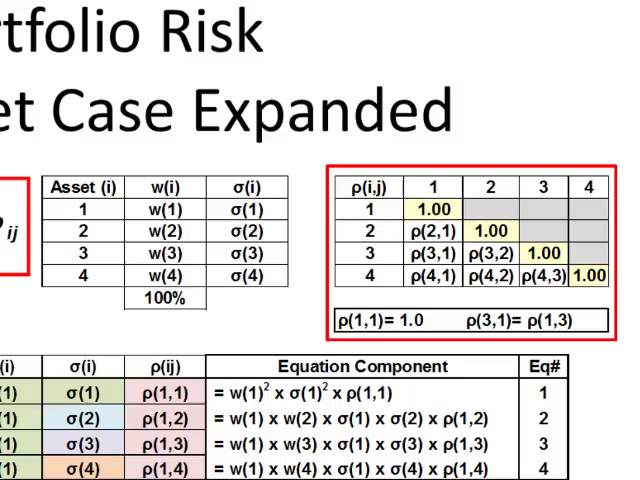 rtfolio Risk
et Case Expanded
ij
Asset (i) w(i) σ(i)
1 w(1) σ(1)
2 w(2) σ(2)
3 w(3) σ(3)
4 w(4) σ(4)
100%
ρ(i,j) 1 2 3 4
1 1.00
2 ρ(2,1) 1.00
3 ρ(3,1) ρ(3,2) 1.00
4 ρ(4,1) ρ(4,2) ρ(4,3) 1.00
ρ(1,1)= 1.0 ρ(3,1)= ρ(1,3)
(i) σ(i) ρ(ij) Equation Component Eq#
(1) σ(1) ρ(1,1) = w(1)² x σ(1)² x ρ(1,1) 1
(1) σ(2) ρ(1,2) = w(1) x w(2) x σ(1) x σ(2) x ρ(1,2) 2
(1) σ(3) ρ(1,3) = w(1) x w(3) x σ(1) x σ(3) x ρ(1,3) 3
(1) σ(4) ρ(1,4) = w(1) x w(4) x σ(1) x σ(4) x ρ(1,4) 4